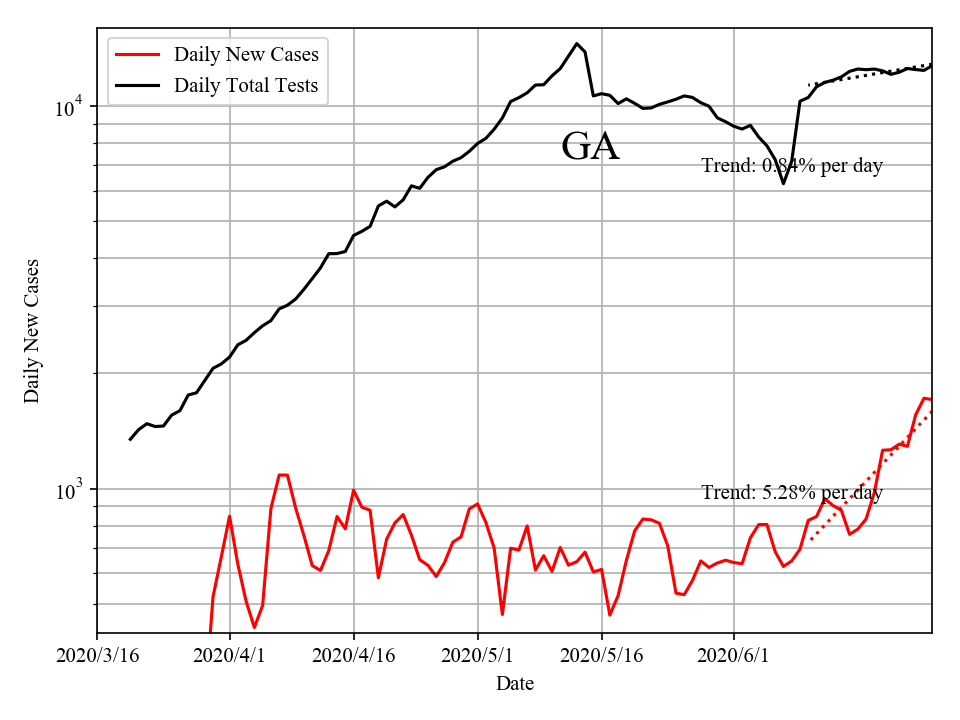 Daily New Cases
Daily Total Tests
GA
Trend: 0.84% per day
Trend: 5.28% per day
10^4
10^3
Daily New Cases
2020/3/16
2020/4/1
2020/4/16
2020/5/1
2020/5/16
2020/6/1
Date